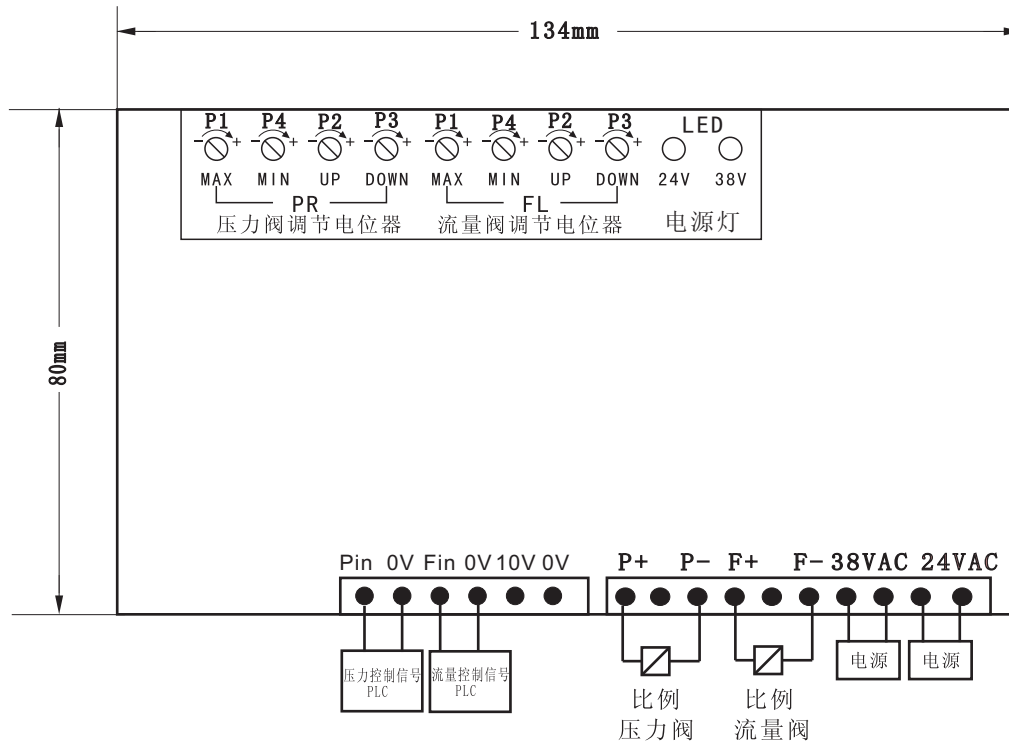 134mm
80mm
P1 P4 P2 P3 P1 P4 P2 P3 LED
- + - + - + - + - + - + - + - +
MAX MIN UP DOWN MAX MIN UP DOWN 24V 38V
PR FL
压力阀调节电位器 流量阀调节电位器 电源灯
Pin 0V Fin 0V 10V 0V P+ P- F+ F- 38VAC 24VAC
压力控制信号 流量控制信号 电源 电源
PLC PLC
比例 比例
压力阀 流量阀